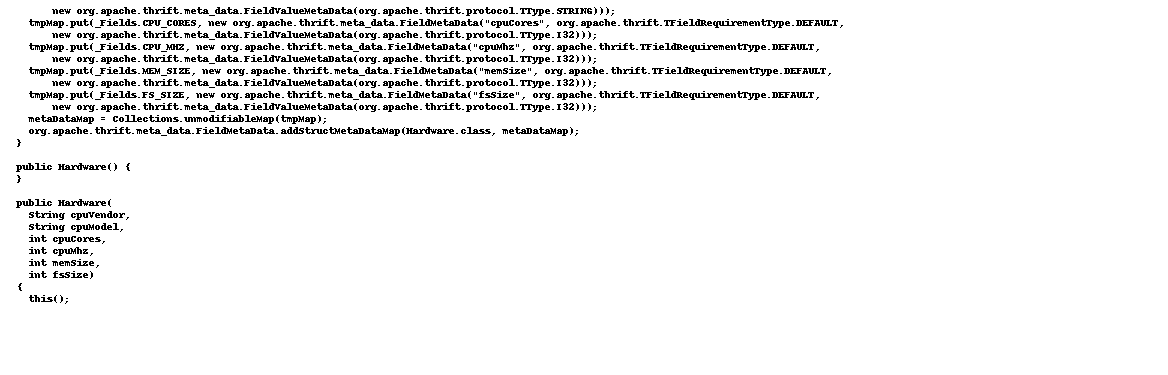 new org.apache.thrift.meta_data.FieldValueMetaData(org.apache.thrift.protocol.TType.STRING)));
  tmpMap.put(_Fields.CPU_CORES, new org.apache.thrift.meta_data.FieldMetaData("cpuCores", org.apache.thrift.TFieldRequirementType.DEFAULT,
      new org.apache.thrift.meta_data.FieldValueMetaData(org.apache.thrift.protocol.TType.I32)));
  tmpMap.put(_Fields.CPU_MHZ, new org.apache.thrift.meta_data.FieldMetaData("cpuMhz", org.apache.thrift.TFieldRequirementType.DEFAULT,
      new org.apache.thrift.meta_data.FieldValueMetaData(org.apache.thrift.protocol.TType.I32)));
  tmpMap.put(_Fields.MEM_SIZE, new org.apache.thrift.meta_data.FieldMetaData("memSize", org.apache.thrift.TFieldRequirementType.DEFAULT,
      new org.apache.thrift.meta_data.FieldValueMetaData(org.apache.thrift.protocol.TType.I32)));
  tmpMap.put(_Fields.FS_SIZE, new org.apache.thrift.meta_data.FieldMetaData("fsSize", org.apache.thrift.TFieldRequirementType.DEFAULT,
      new org.apache.thrift.meta_data.FieldValueMetaData(org.apache.thrift.protocol.TType.I32)));
  metaDataMap = Collections.unmodifiableMap(tmpMap);
  org.apache.thrift.meta_data.FieldMetaData.addStructMetaDataMap(Hardware.class, metaDataMap);
}

public Hardware() {
}

public Hardware(
  String cpuVendor,
  String cpuModel,
  int cpuCores,
  int cpuMhz,
  int memSize,
  int fsSize)
{
  this();